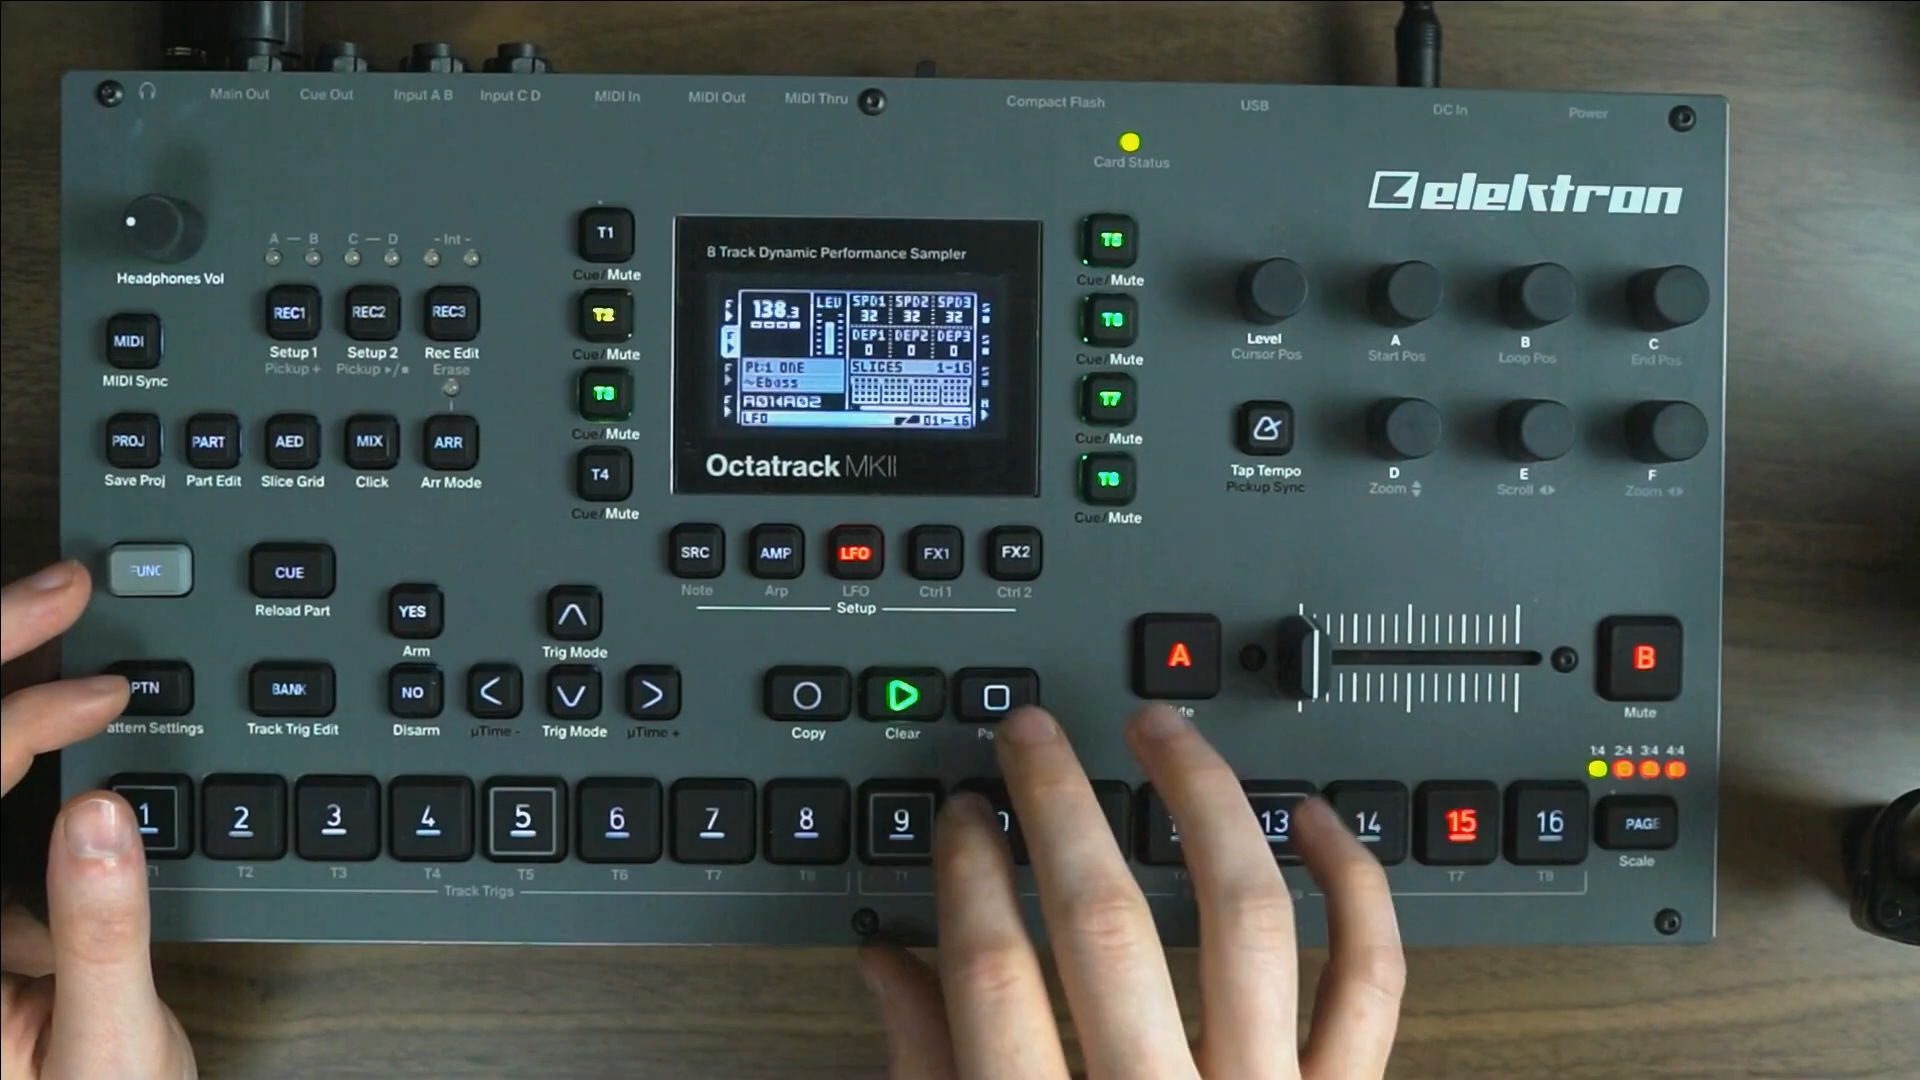 Main Out Cue Out Input A B Input C D MIDI In MIDI Out MIDI Thru Compact Flash USB DC In Power
Card Status
elektron
Headphones Vol
A B C D - Int -
REC1 REC2 REC3
Setup 1 Setup 2 Rec Edit
Pickup + Pickup Erase
MIDI
MIDI Sync
PROJ PART AED MIX ARR
Save Proj Part Edit Slice Grid Click Arr Mode
T1
Cue/Mute
T2
Cue/Mute
T3
Cue/Mute
T4
Cue/Mute
8 Track Dynamic Performance Sampler
138.3 LEV SPD1 SPD2 SPD3
32 32 32
DEP1 DEP2 DEP3
0 0 0
SLICES 1-16
LFO
Octatrack MKII
T5
Cue/Mute
T6
Cue/Mute
T7
Cue/Mute
T8
Cue/Mute
Level A B C
Cursor Pos Start Pos Loop Pos End Pos
Tap Tempo D E F
Pickup Sync Zoom Scroll Zoom
SRC AMP LFO FX1 FX2
Note Arp LFO Ctrl 1 Ctrl 2
Setup
FUNC CUE
Reload Part
YES
Arm Trig Mode
PTN BANK NO
attern Settings Track Trig Edit Disarm µTime - Trig Mode µTime +
Copy Clear Pa
A B
Mute
1:4 2:4 3:4 4:4
1 2 3 4 5 6 7 8 9 13 14 15 16 PAGE
Scale
T2 T3 T4 T5 T6 T7 T8 T1 T7 T8
Track Trigs